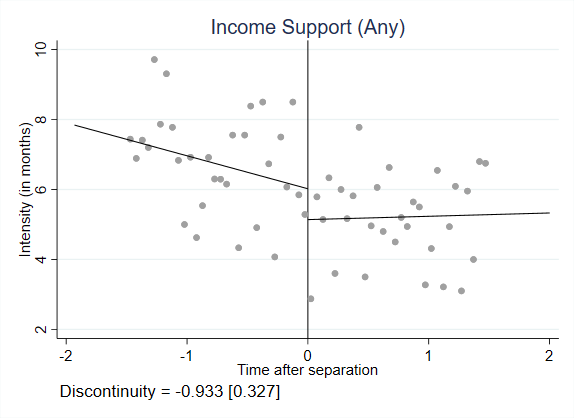 Income Support (Any)
Intensity (in months)
10
8
6
4
2
-2
-1
0
1
2
Time after separation
Discontinuity = -0.933 [0.327]